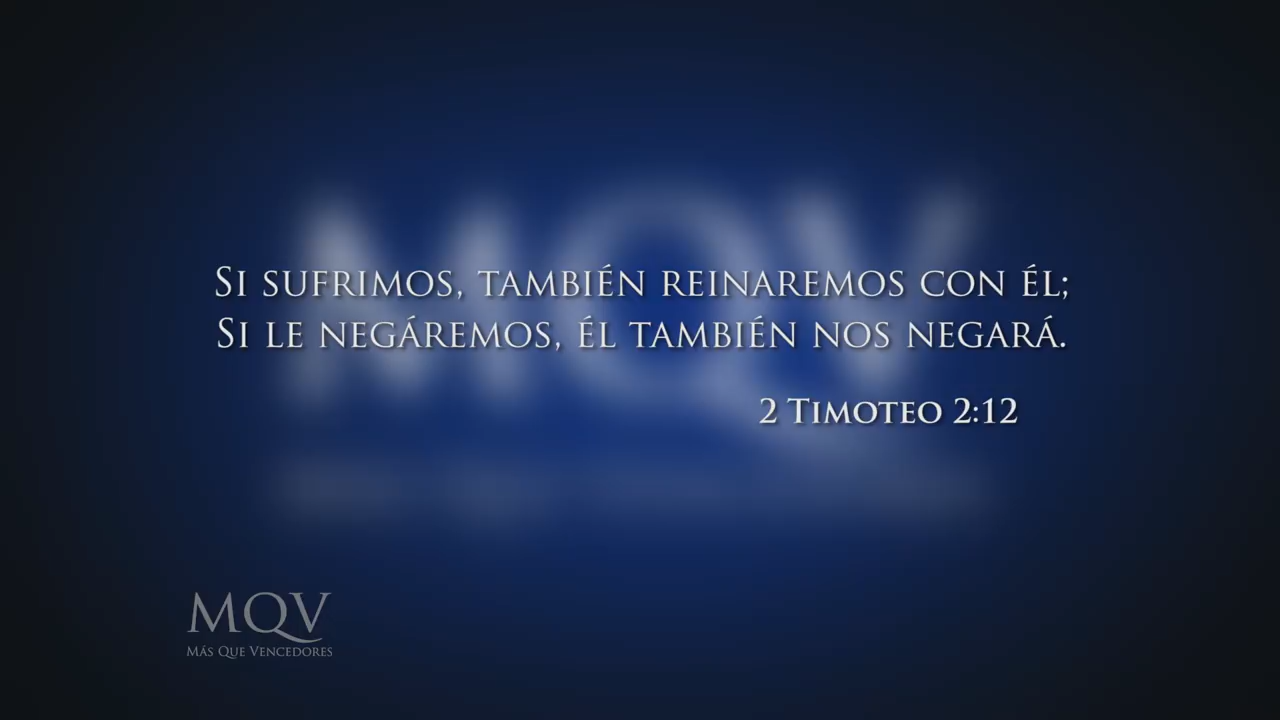 Si sufrimos, también reinaremos con él;
Si le negáremos, él también nos negará.
2 Timoteo 2:12
MQV
Más Que Vencedores